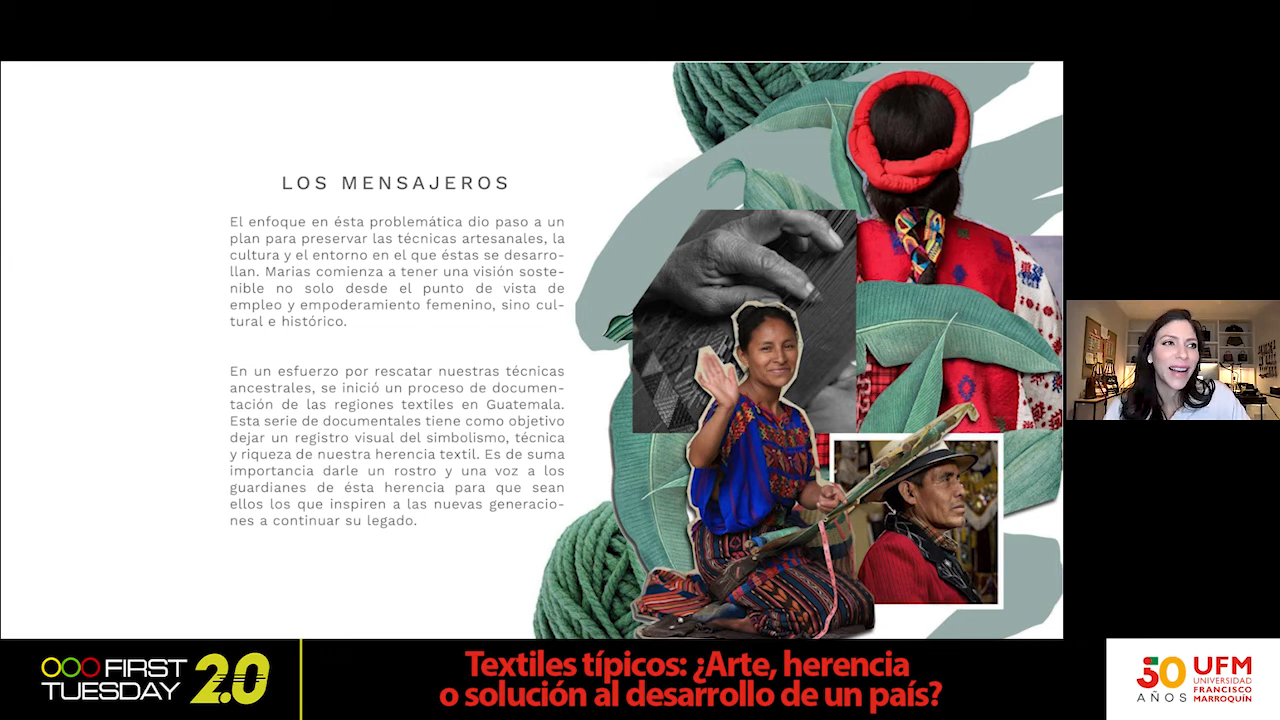 LOS MENSAJEROS
El enfoque en ésta problemática dio paso a un
plan para preservar las técnicas artesanales, la
cultura y el entorno en el que éstas se desarro-
llan. Marias comienza a tener una visión soste-
nible no solo desde el punto de vista de
empleo y empoderamiento femenino, sino cul-
tural e histórico.
En un esfuerzo por rescatar nuestras técnicas
ancestrales, se inició un proceso de documen-
tación de las regiones textiles en Guatemala.
Esta serie de documentales tiene como objetivo
dejar un registro visual del simbolismo, técnica
y riqueza de nuestra herencia textil. Es de suma
importancia darle un rostro y una voz a los
guardianes de ésta herencia para que sean
ellos los que inspiren a las nuevas generacio-
nes a continuar su legado.
FIRST
TUESDAY 2.0
Textiles típicos: ¿Arte, herencia
o solución al desarrollo de un país?
50
AÑOS
UFM
UNIVERSIDAD
FRANCISCO
MARROQUÍN